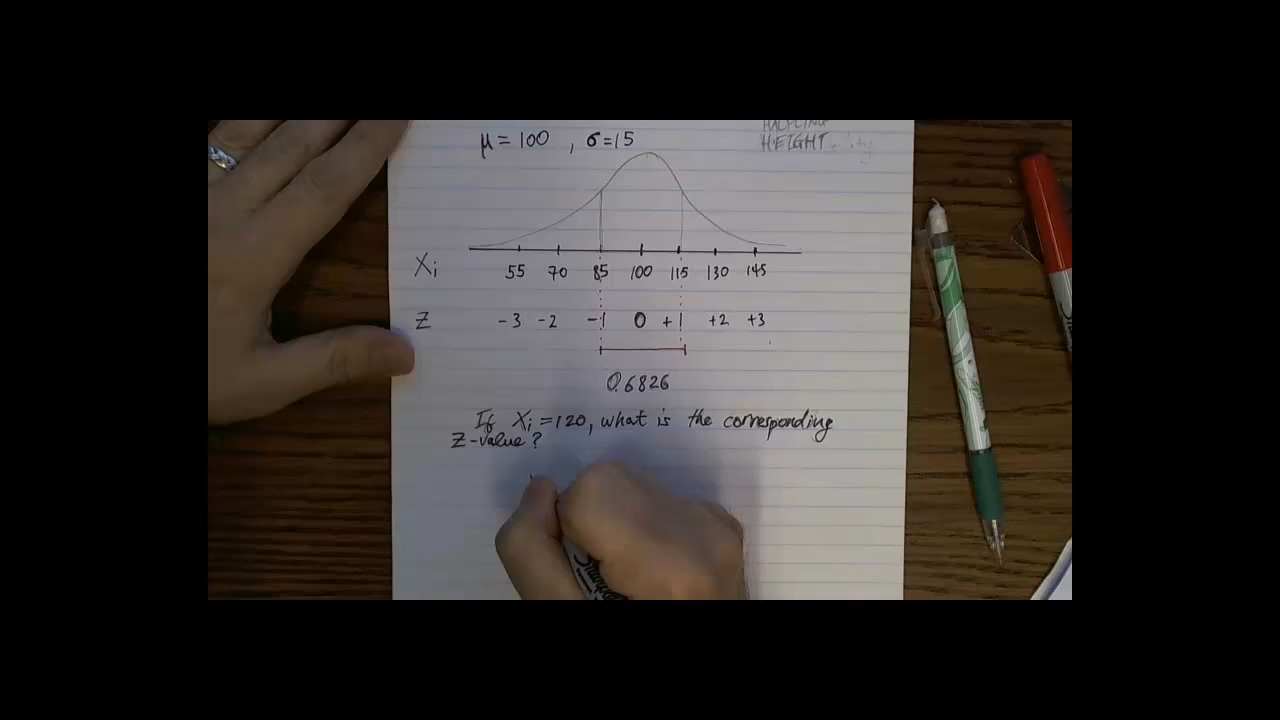 μ = 100 , σ = 15
HEIGHT
Xi 55 70 85 100 115 130 145
Z -3 -2 -1 0 +1 +2 +3
0.6826
If Xi = 120, what is the corresponding
Z-value?